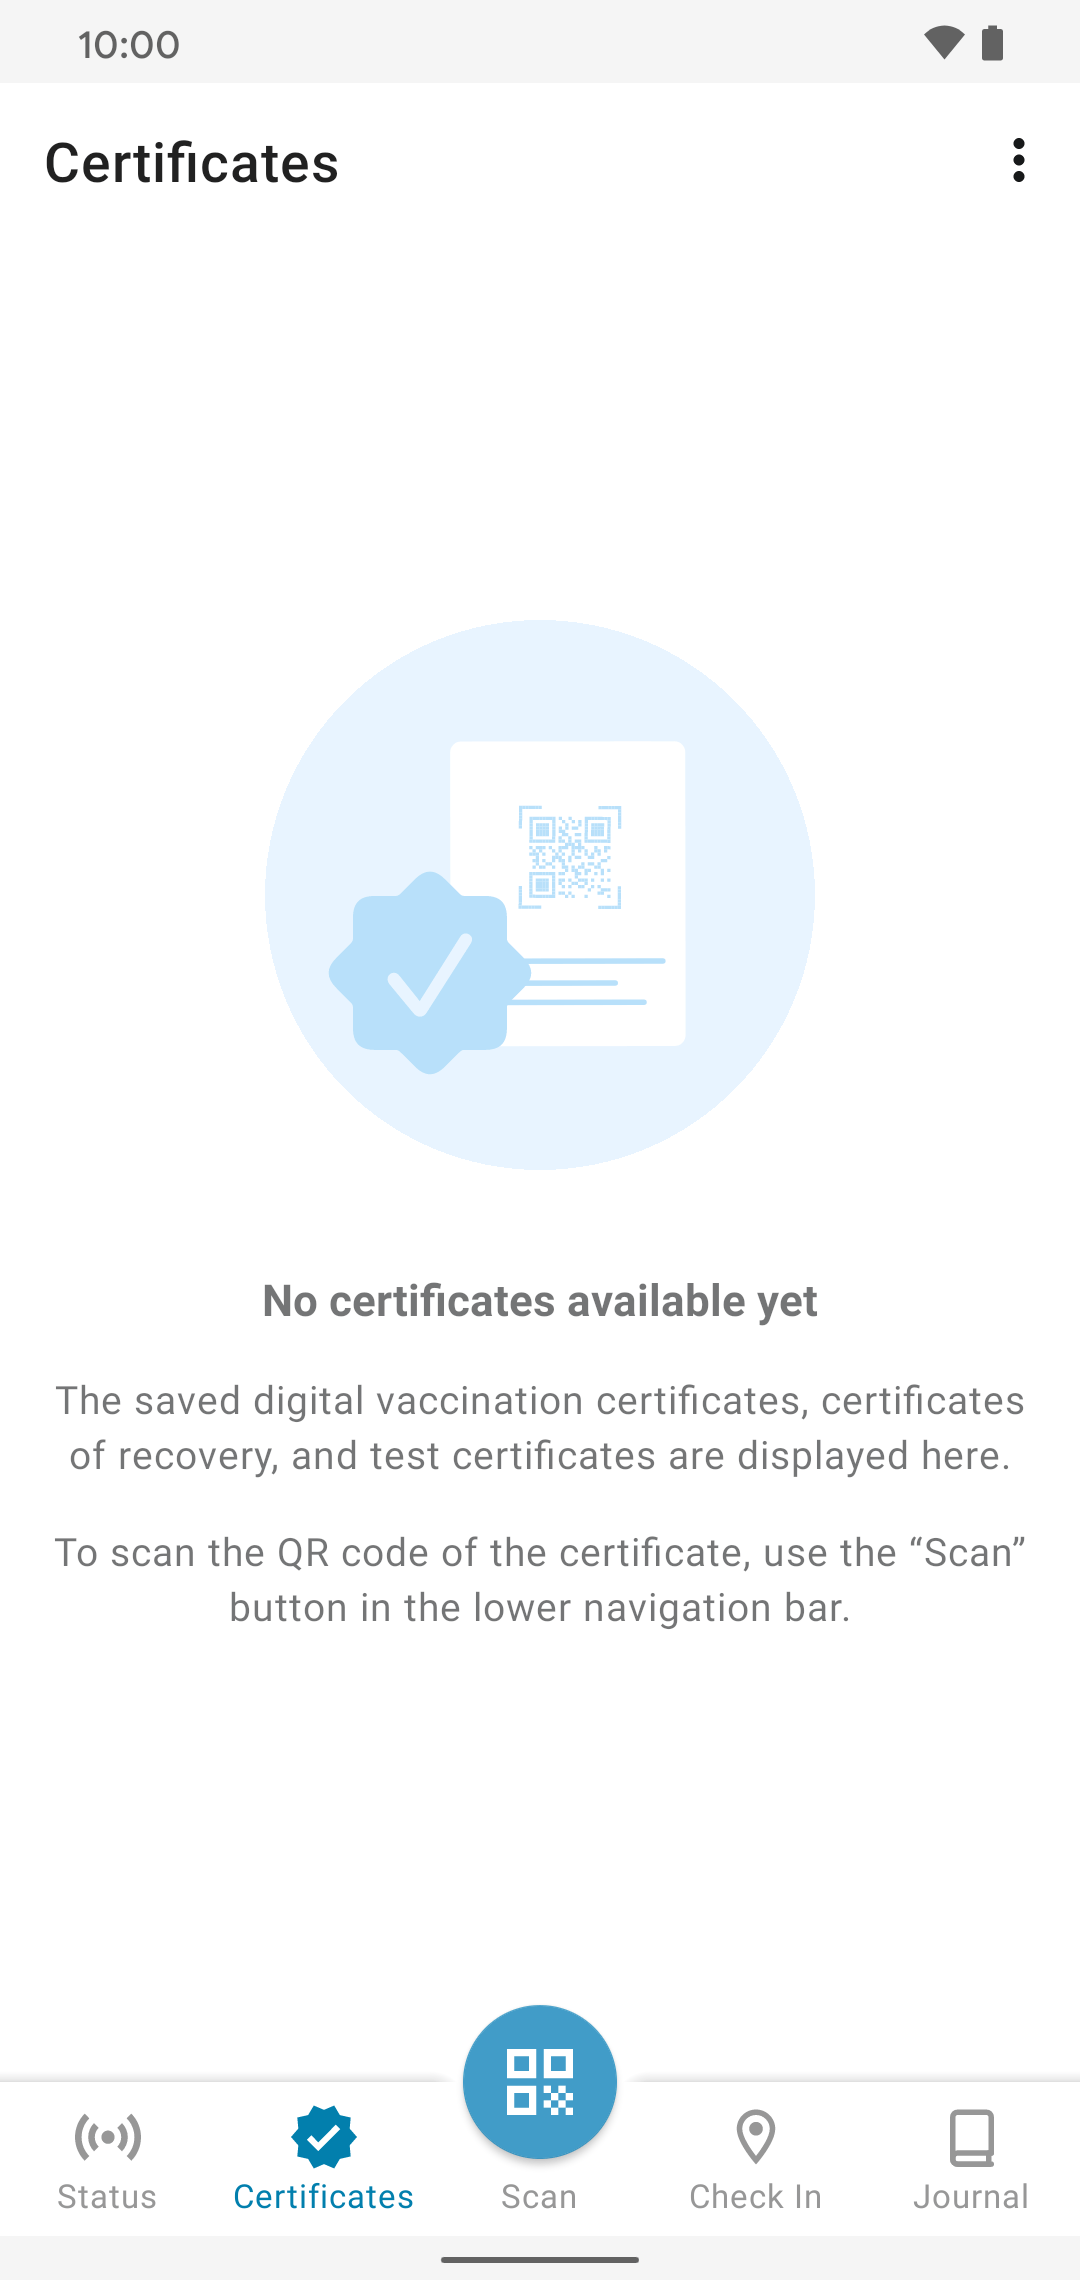 10:00
Certificates
No certificates available yet
The saved digital vaccination certificates, certificates
of recovery, and test certificates are displayed here.
To scan the QR code of the certificate, use the “Scan”
button in the lower navigation bar.
Status
Certificates
Scan
Check In
Journal